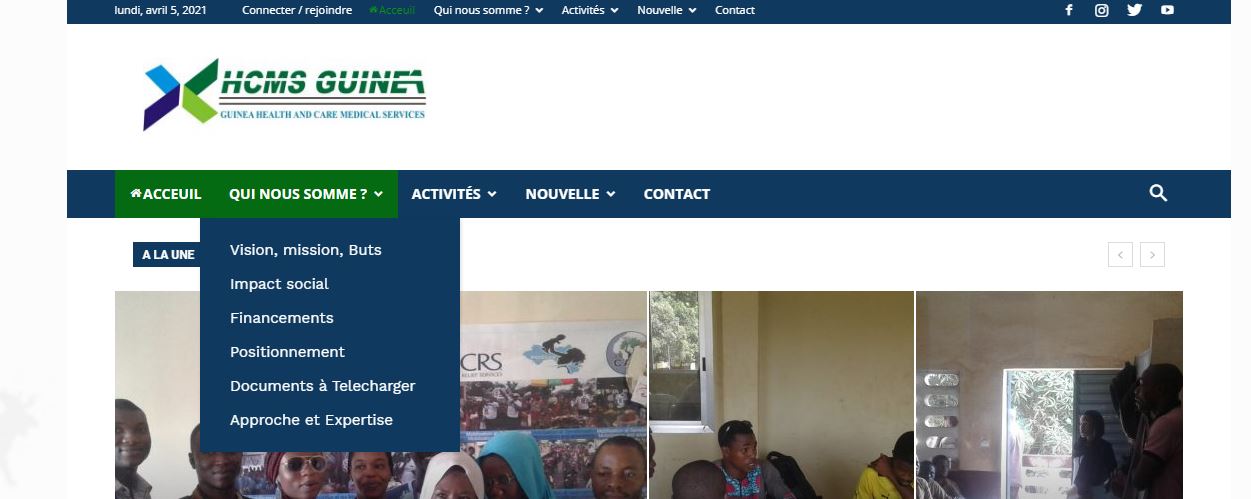 lundi, avril 5, 2021 Connecter / rejoindre Acceuil Qui nous somme ? Activités Nouvelle Contact
HCMS GUINEA
GUINEA HEALTH AND CARE MEDICAL SERVICES
ACCEUIL QUI NOUS SOMME ? ACTIVITÉS NOUVELLE CONTACT
A LA UNE
Vision, mission, Buts
Impact social
Financements
Positionnement
Documents à Telecharger
Approche et Expertise
CRS
RELIEF SERVICES